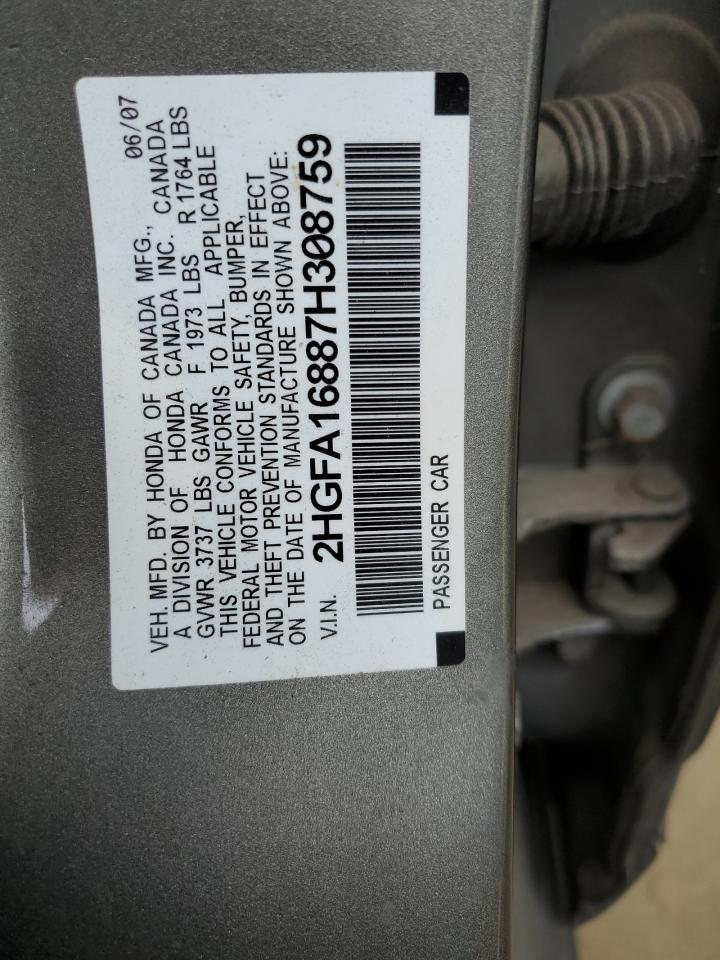 06/07
VEH. MFD. BY HONDA OF CANADA MFG.,
A DIVISION OF HONDA CANADA INC. CANADA
GVWR 3737 LBS GAWR F 1973 LBS R 1764 LBS
THIS VEHICLE CONFORMS TO ALL APPLICABLE
FEDERAL MOTOR VEHICLE SAFETY, BUMPER,
AND THEFT PREVENTION STANDARDS IN EFFECT
ON THE DATE OF MANUFACTURE SHOWN ABOVE:
V.I.N. 2HGFA16887H308759
PASSENGER CAR